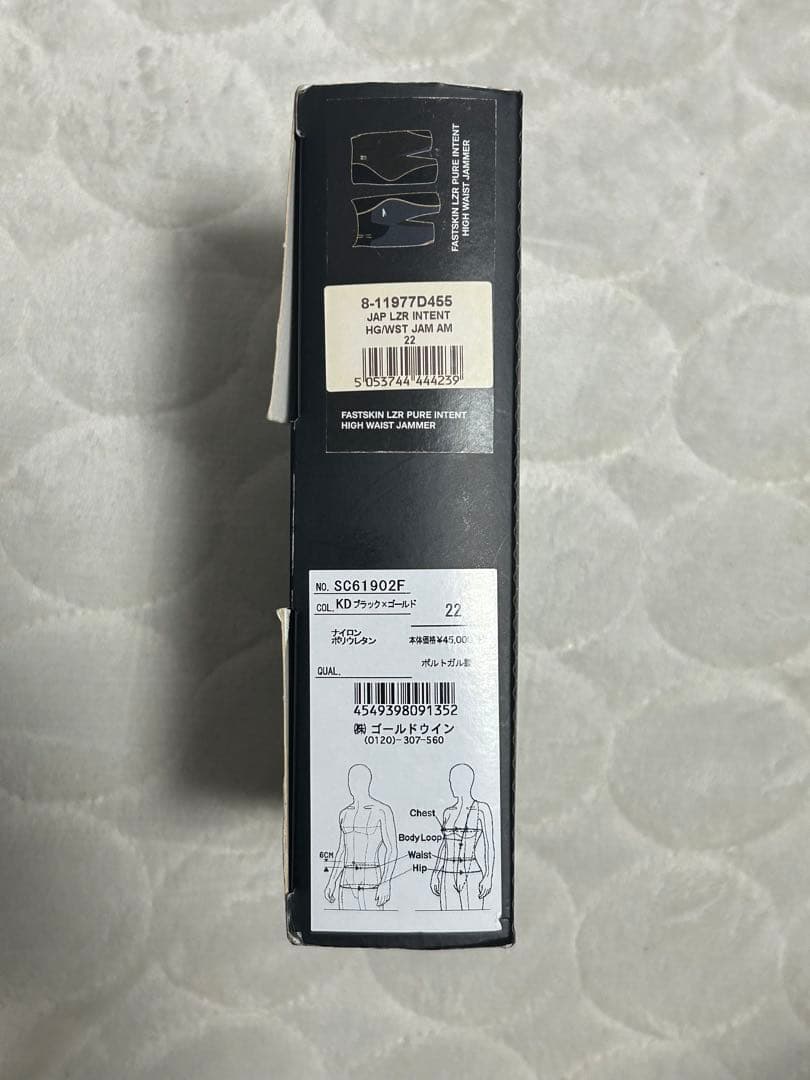 FASTSKIN LZR PURE INTENT
HIGH WAIST JAMMER
8-11977D455
JAP LZR INTENT
HG/WST JAM AM
22
5 053744 444239
FASTSKIN LZR PURE INTENT
HIGH WAIST JAMMER
NO. SC61902F
COL. KD ブラック×ゴールド
22
ナイロン
ポリウレタン
本体価格¥45,000
ポルトガル製
QUAL.
4549398091352
㈱ ゴールドウイン
(0120)-307-560
Chest
Body Loop
6CM
Waist
Hip